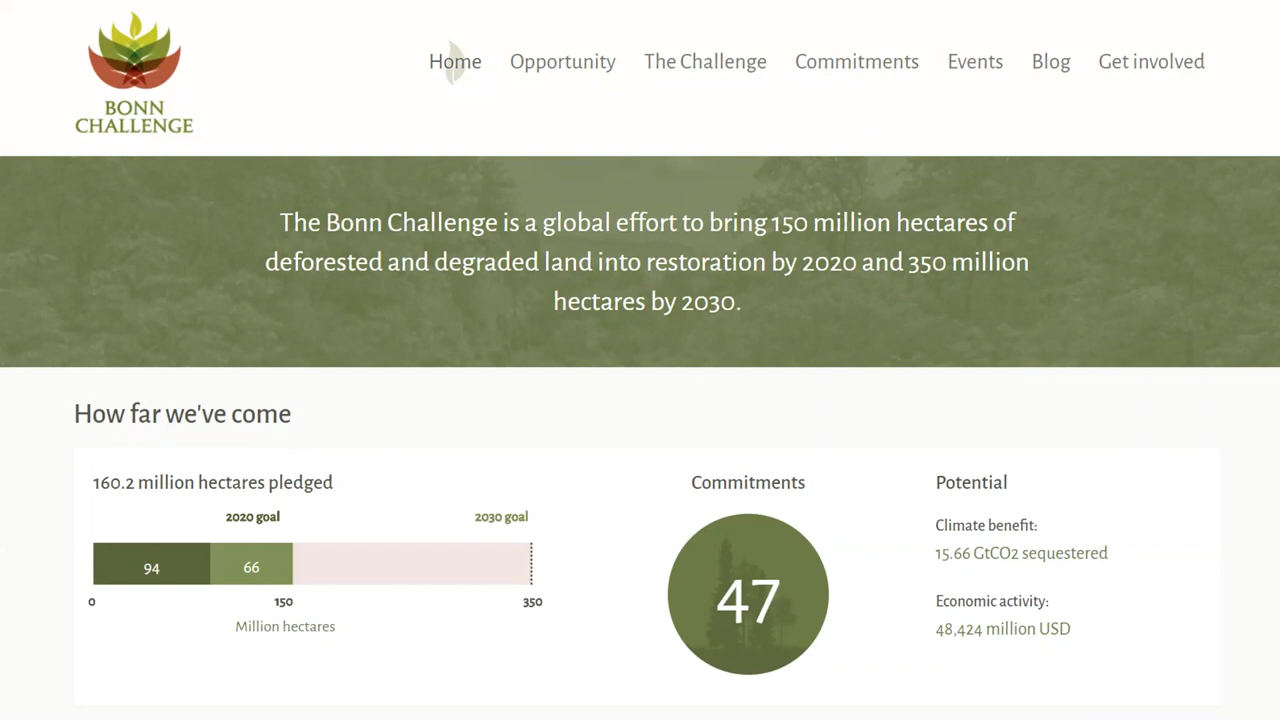 BONN
CHALLENGE
Home Opportunity The Challenge Commitments Events Blog Get involved
The Bonn Challenge is a global effort to bring 150 million hectares of
deforested and degraded land into restoration by 2020 and 350 million
hectares by 2030.
How far we've come
160.2 million hectares pledged
2020 goal 2030 goal
94 66
0 150 350
Million hectares
Commitments
47
Potential
Climate benefit:
15.66 GtCO2 sequestered
Economic activity:
48,424 million USD